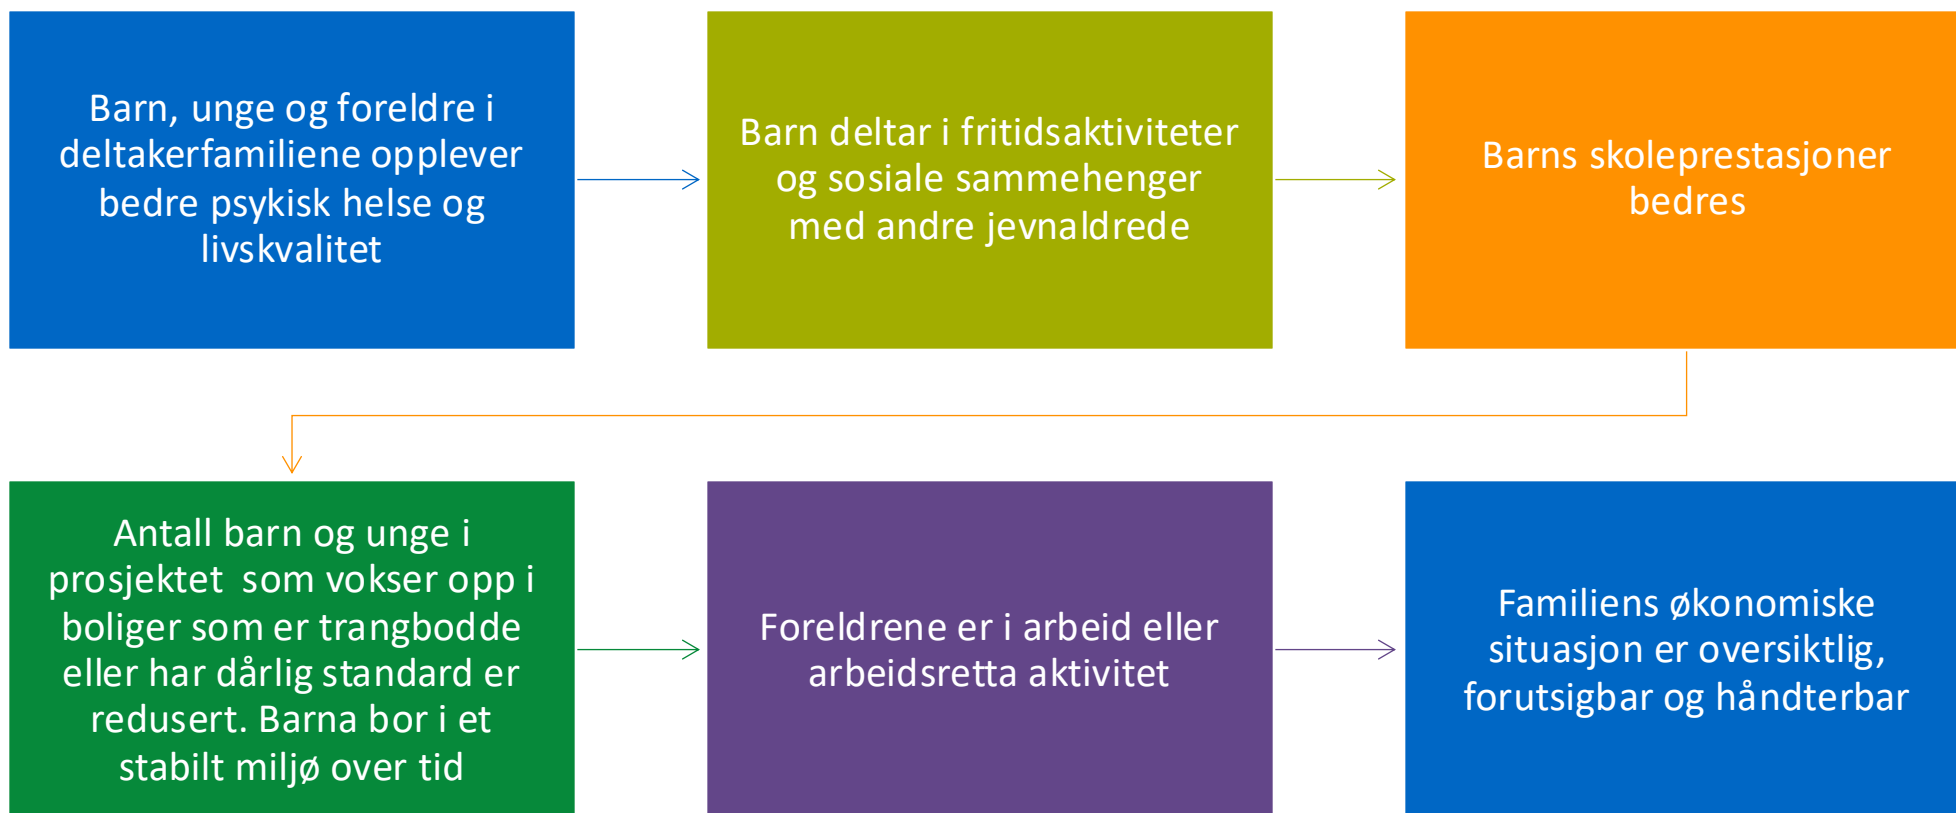 Barn, unge og foreldre i
deltakerfamiliene opplever
bedre psykisk helse og
livskvalitet
Barn deltar i fritidsaktiviteter
og sosiale sammehenger
med andre jevnaldrede
Barns skoleprestasjoner
bedres
Antall barn og unge i
prosjektet  som vokser opp i
boliger som er trangbodde
eller har dårlig standard er
redusert. Barna bor i et
stabilt miljø over tid
Foreldrene er i arbeid eller
arbeidsretta aktivitet
Familiens økonomiske
situasjon er oversiktlig,
forutsigbar og håndterbar